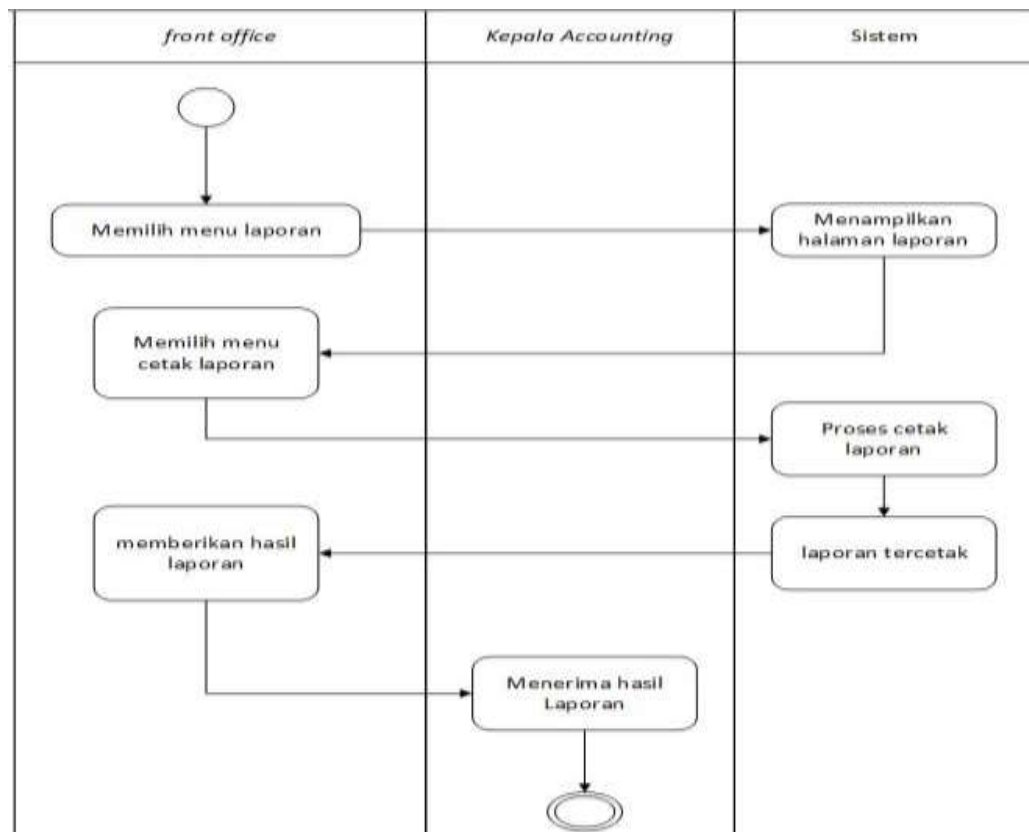 front office
Kepala Accounting
Sistem
Memilih menu laporan
Menampilkan
halaman laporan
Memilih menu
cetak laporan
Proses cetak
laporan
laporan tercetak
memberikan hasil
laporan
Menerima hasil
Laporan